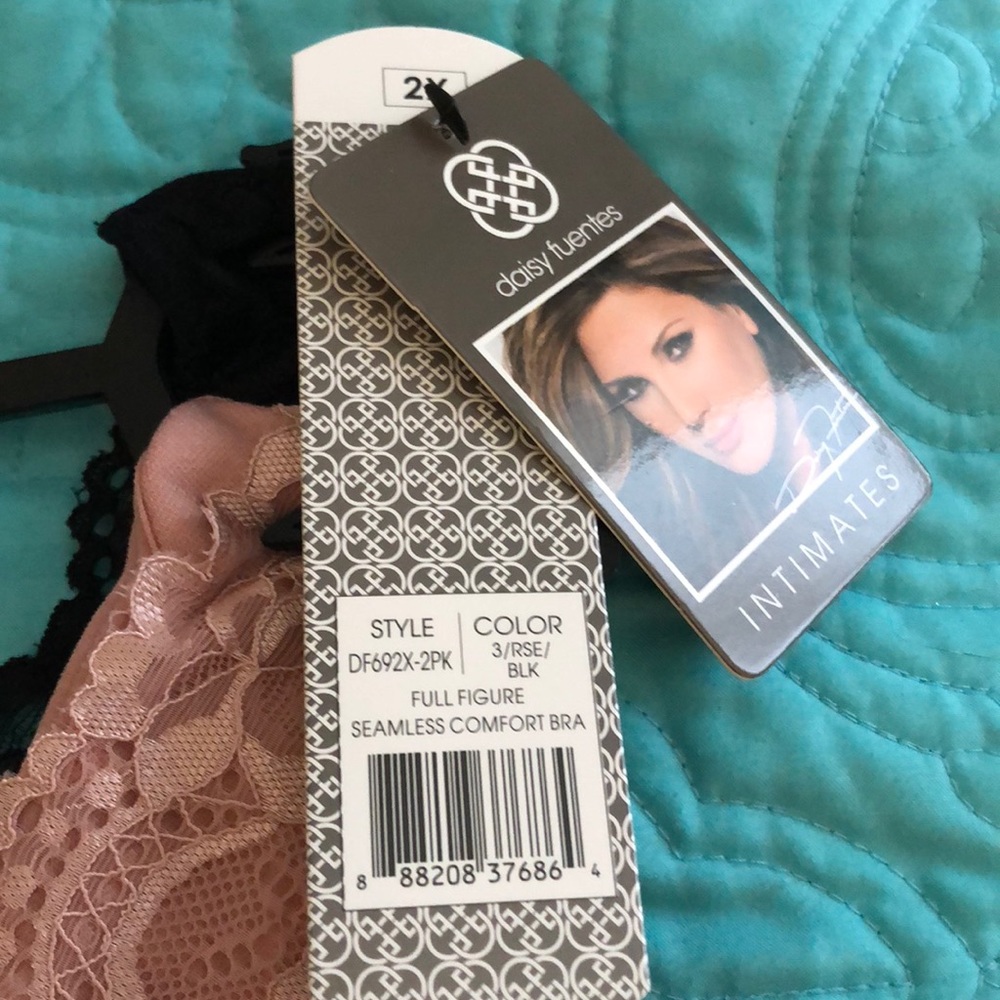 2X
daisy fuentes
INTIMATES
STYLE
DF692X-2PK
COLOR
3/RSE/
BLK
FULL FIGURE
SEAMLESS COMFORT BRA
8 88208 37686 4